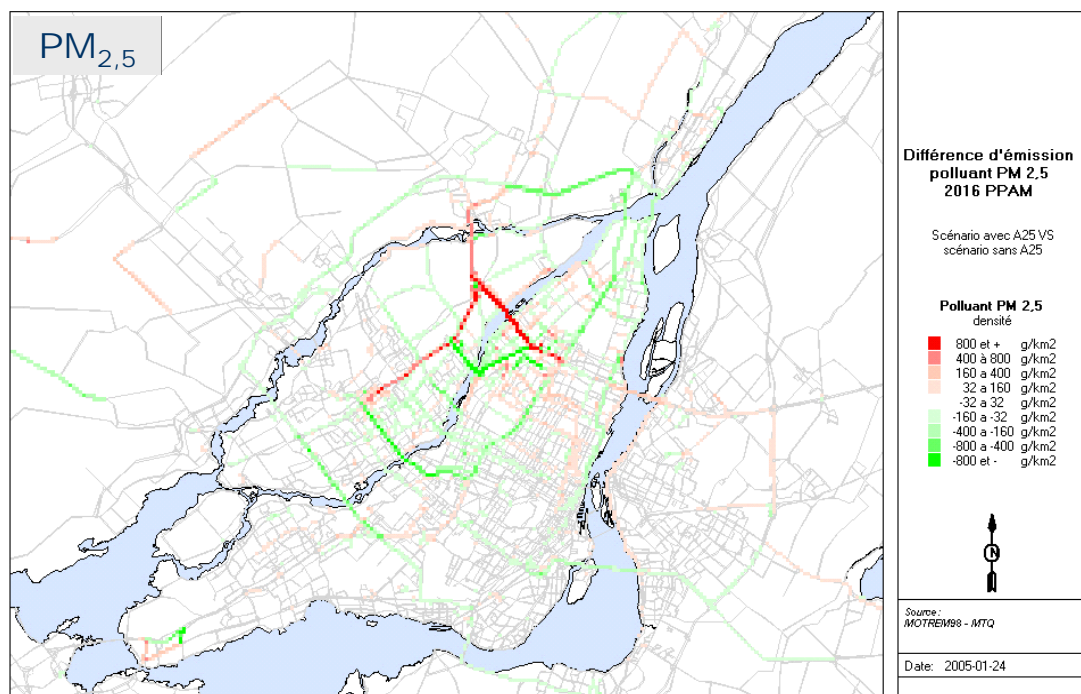 PM2,5
Différence d'émission
polluant PM 2,5
2016 PPAM
Scénario avec A25 VS
scénario sans A25
Polluant PM 2,5
densité
800 et + g/km2
400 à 800 g/km2
160 a 400 g/km2
32 a 160 g/km2
-32 a 32 g/km2
-160 a -32 g/km2
-400 a -160 g/km2
-800 a -400 g/km2
-800 et - g/km2
N
Source :
MOTREM98 - MTQ
Date: 2005-01-24